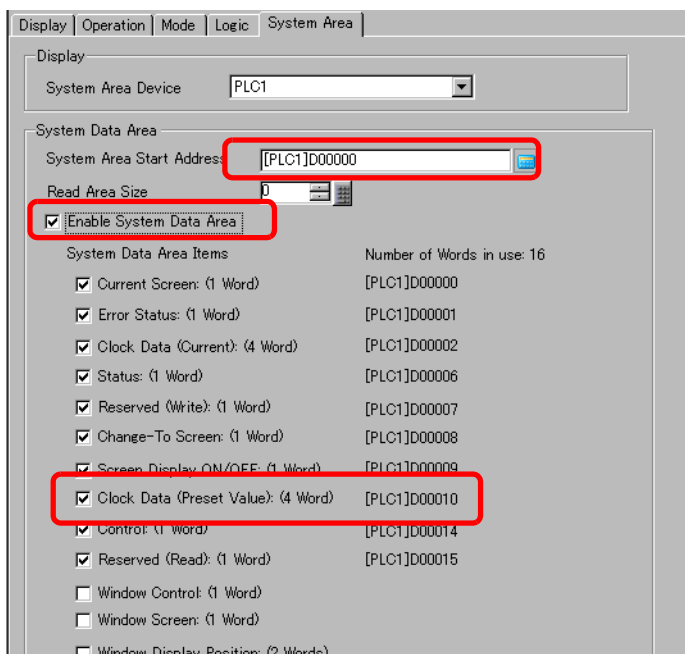 Display Operation Mode Logic System Area
Display
System Area Device PLC1
System Data Area
System Area Start Address [PLC1]D00000
Read Area Size 0
Enable System Data Area
System Data Area Items Number of Words in use: 16
Current Screen: (1 Word) [PLC1]D00000
Error Status: (1 Word) [PLC1]D00001
Clock Data (Current): (4 Word) [PLC1]D00002
Status: (1 Word) [PLC1]D00006
Reserved (Write): (1 Word) [PLC1]D00007
Change-To Screen: (1 Word) [PLC1]D00008
Screen Display ON/OFF: (1 Word) [PLC1]D00009
Clock Data (Preset Value): (4 Word) [PLC1]D00010
Control: (1 Word) [PLC1]D00014
Reserved (Read): (1 Word) [PLC1]D00015
Window Control: (1 Word)
Window Screen: (1 Word)
Window Display Position: (2 Words)